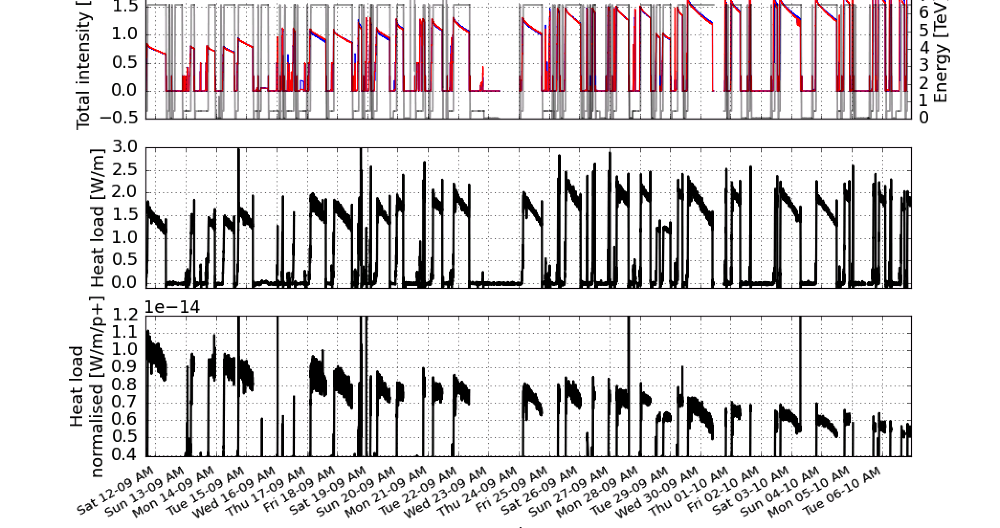 Total intensity [
1.5
1.0
0.5
0.0
−0.5
6
5
4
3
2
1
0
Energy [TeV]
Heat load [W/m]
3.0
2.5
2.0
1.5
1.0
0.5
0.0
Heat load
normalised [W/m/p+]
1e−14
1.2
1.1
1.0
0.9
0.8
0.7
0.6
0.5
0.4
Sat 12-09 AM
Sun 13-09 AM
Mon 14-09 AM
Tue 15-09 AM
Wed 16-09 AM
Thu 17-09 AM
Fri 18-09 AM
Sat 19-09 AM
Sun 20-09 AM
Mon 21-09 AM
Tue 22-09 AM
Wed 23-09 AM
Thu 24-09 AM
Fri 25-09 AM
Sat 26-09 AM
Sun 27-09 AM
Mon 28-09 AM
Tue 29-09 AM
Wed 30-09 AM
Thu 01-10 AM
Fri 02-10 AM
Sat 03-10 AM
Sun 04-10 AM
Mon 05-10 AM
Tue 06-10 AM